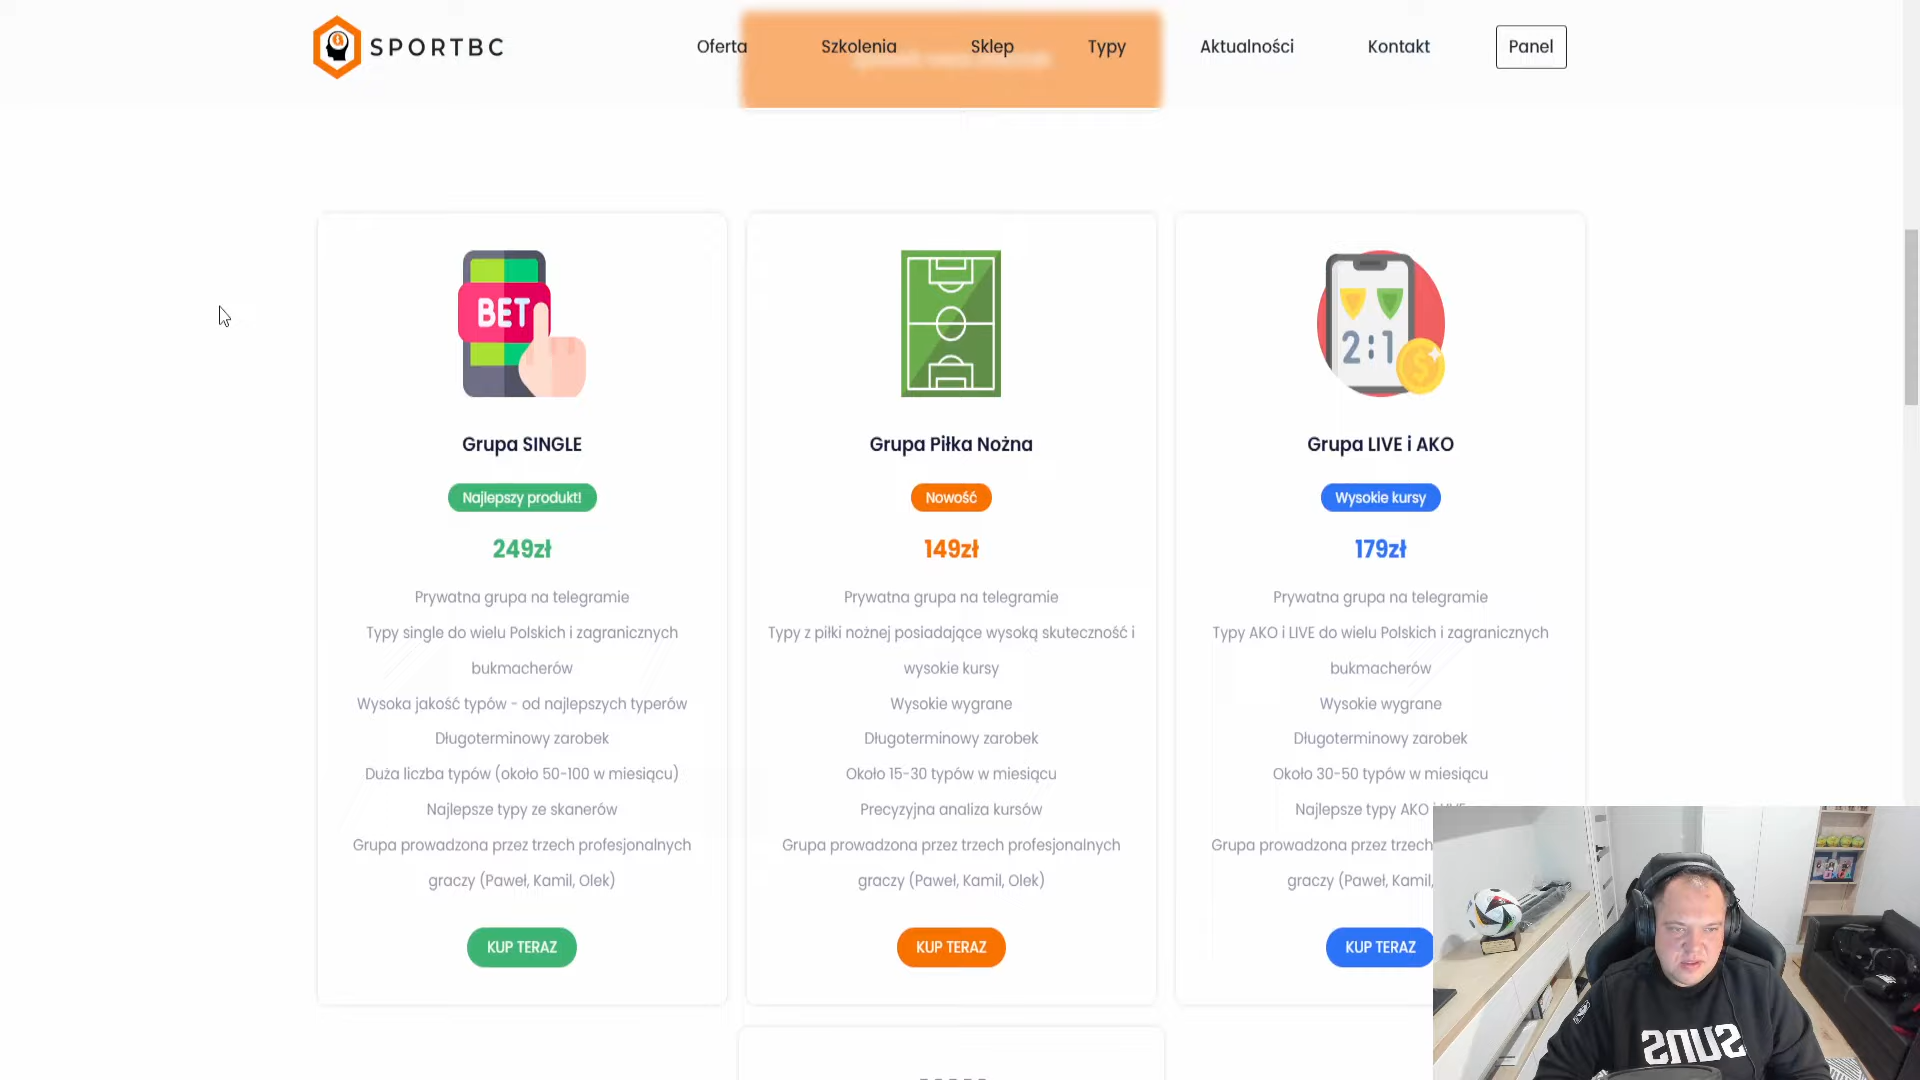 SPORTBC
Oferta
Szkolenia
Sklep
Typy
Aktualności
Kontakt
Panel
BET
2:1
Grupa SINGLE
Najlepszy produkt!
249zł
Prywatna grupa na telegramie
Typy single do wielu Polskich i zagranicznych
bukmacherów
Wysoka jakość typów - od najlepszych typerów
Długoterminowy zarobek
Duża liczba typów (około 50-100 w miesiącu)
Najlepsze typy ze skanerów
Grupa prowadzona przez trzech profesjonalnych
graczy (Paweł, Kamil, Olek)
KUP TERAZ
Grupa Piłka Nożna
Nowość
149zł
Prywatna grupa na telegramie
Typy z piłki nożnej posiadające wysoką skuteczność i
wysokie kursy
Wysokie wygrane
Długoterminowy zarobek
Około 15-30 typów w miesiącu
Precyzyjna analiza kursów
Grupa prowadzona przez trzech profesjonalnych
graczy (Paweł, Kamil, Olek)
KUP TERAZ
Grupa LIVE i AKO
Wysokie kursy
179zł
Prywatna grupa na telegramie
Typy AKO i LIVE do wielu Polskich i zagranicznych
bukmacherów
Wysokie wygrane
Długoterminowy zarobek
Około 30-50 typów w miesiącu
Najlepsze typy AKO i LIVE
Grupa prowadzona przez trzech
graczy (Paweł, Kamil,
KUP TERAZ
SUNS